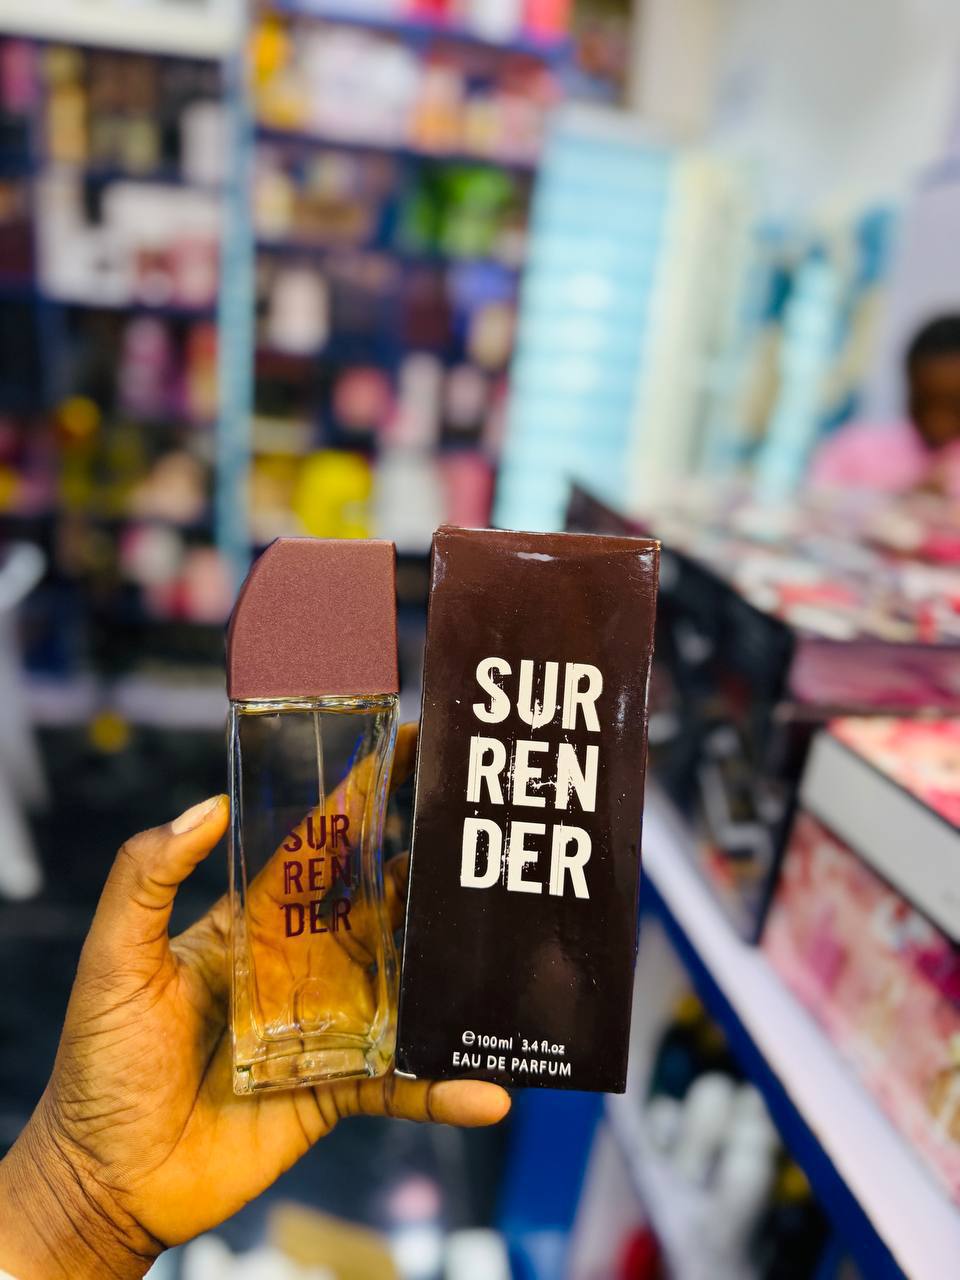 SUR
REN
DER
SUR
REN
DER
℮100ml 3.4 fl.oz
EAU DE PARFUM